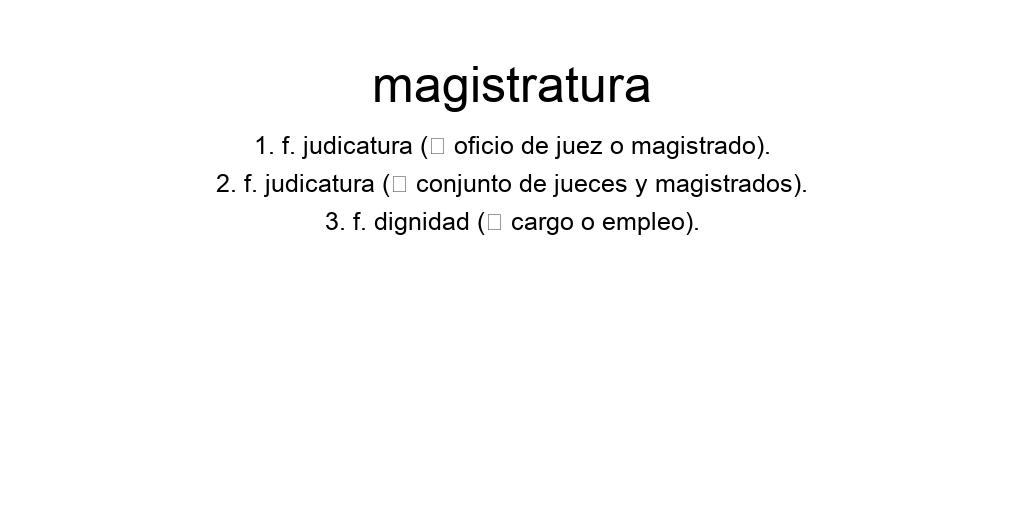 magistratura
1. f. judicatura (□ oficio de juez o magistrado).
2. f. judicatura (□ conjunto de jueces y magistrados).
3. f. dignidad (□ cargo o empleo).